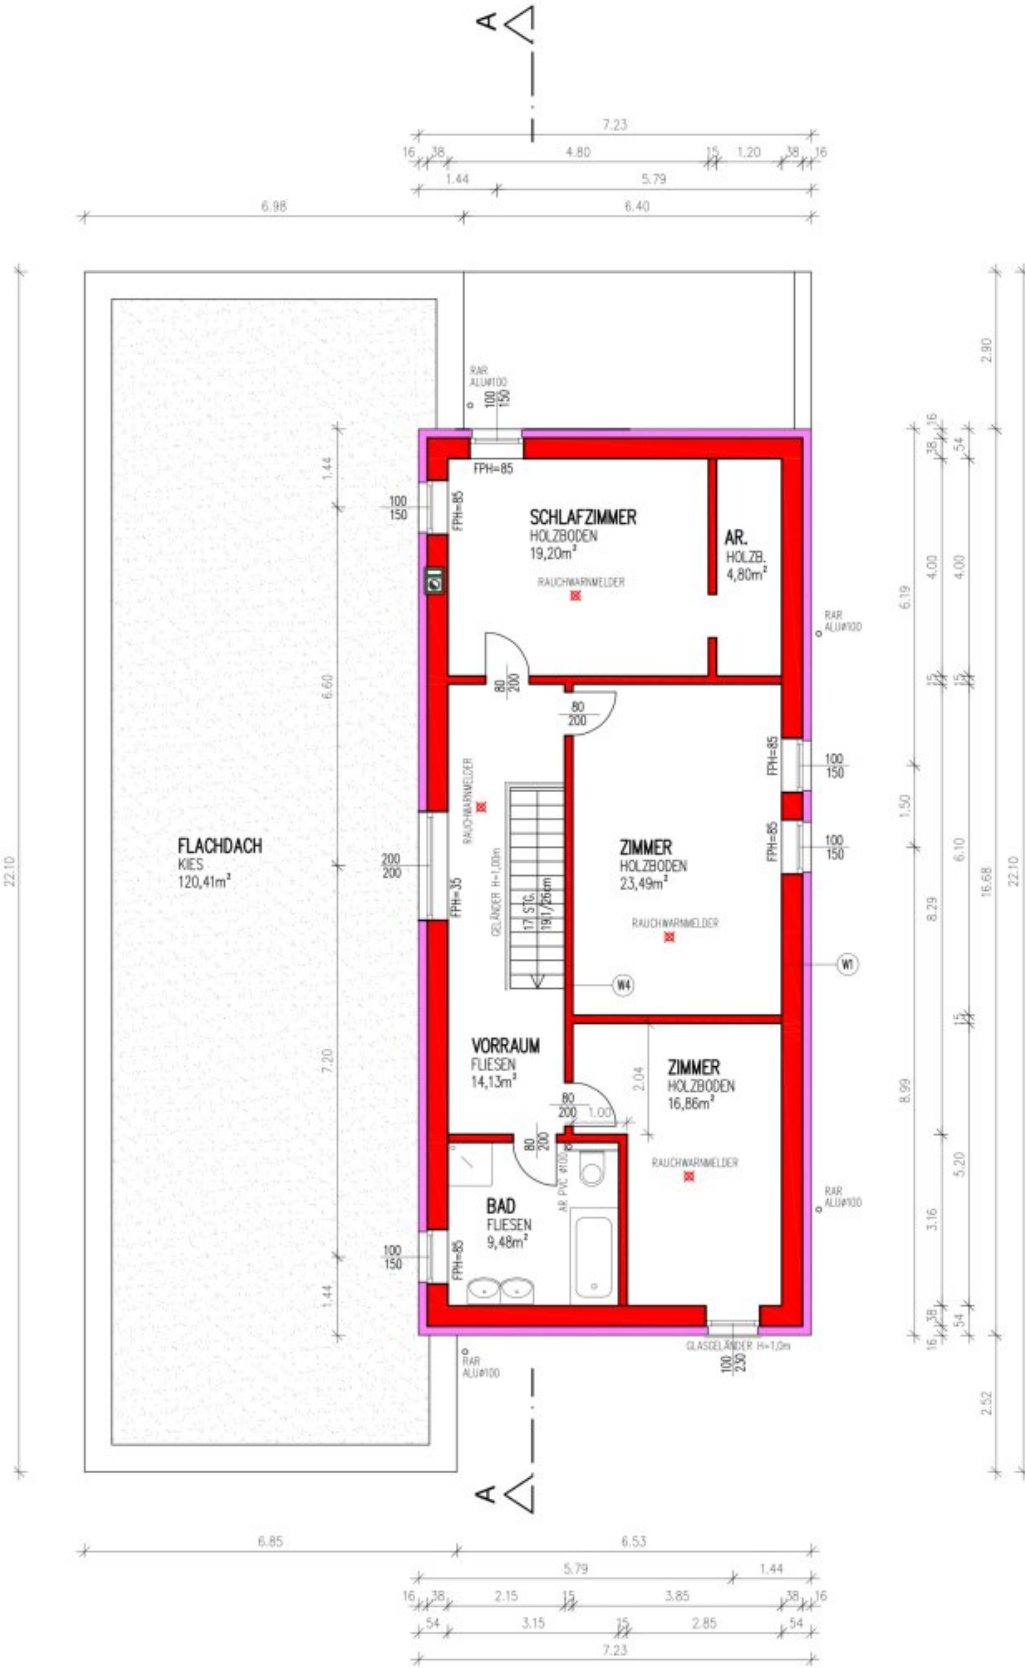 A
7.23
16 38 4.80 15 1.20 38 16
1.44 5.79
6.98 6.40
RAR
ALUØ100
100
150
FPH=85
2.90
16
38
54
1.44
100
150
FPH=85
SCHLAFZIMMER
HOLZBODEN
19,20m²
RAUCHWARNMELDER
AR.
HOLZB.
4,80m²
4.00
4.00
6.19
RAR
ALUØ100
15
15
80
200
80
200
6.60
RAUCHWARNMELDER
FPH=85
100
150
1.50
FLACHDACH
KIES
120,41m²
200
200
FPH=35
GELÄNDER H=1,00m
17 STG.
19,1/26cm
ZIMMER
HOLZBODEN
23,49m²
RAUCHWARNMELDER
FPH=85
100
150
22.10
6.10
16.68
22.10
8.29
W1
W4
15
VORRAUM
FLIESEN
14,13m²
7.20
2.04
ZIMMER
HOLZBODEN
16,86m²
80
200
1.00
8.99
80
200
AR PVC Ø100
RAUCHWARNMELDER
5.20
BAD
FLIESEN
9,48m²
RAR
ALUØ100
3.16
100
150
FPH=85
1.44
38
16
54
GLASGELÄNDER H=1,0m
100
230
RAR
ALUØ100
2.52
A
6.85 6.53
5.79 1.44
16 38 2.15 15 3.85 38 16
54 3.15 15 2.85 54
7.23